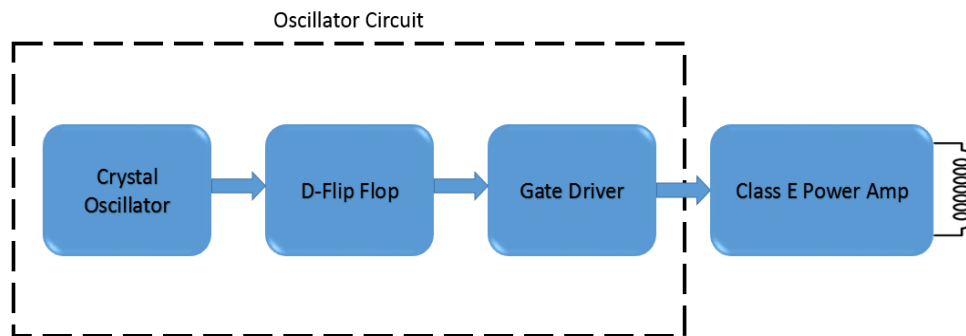 Oscillator Circuit
Crystal
Oscillator
D-Flip Flop
Gate Driver
Class E Power Amp